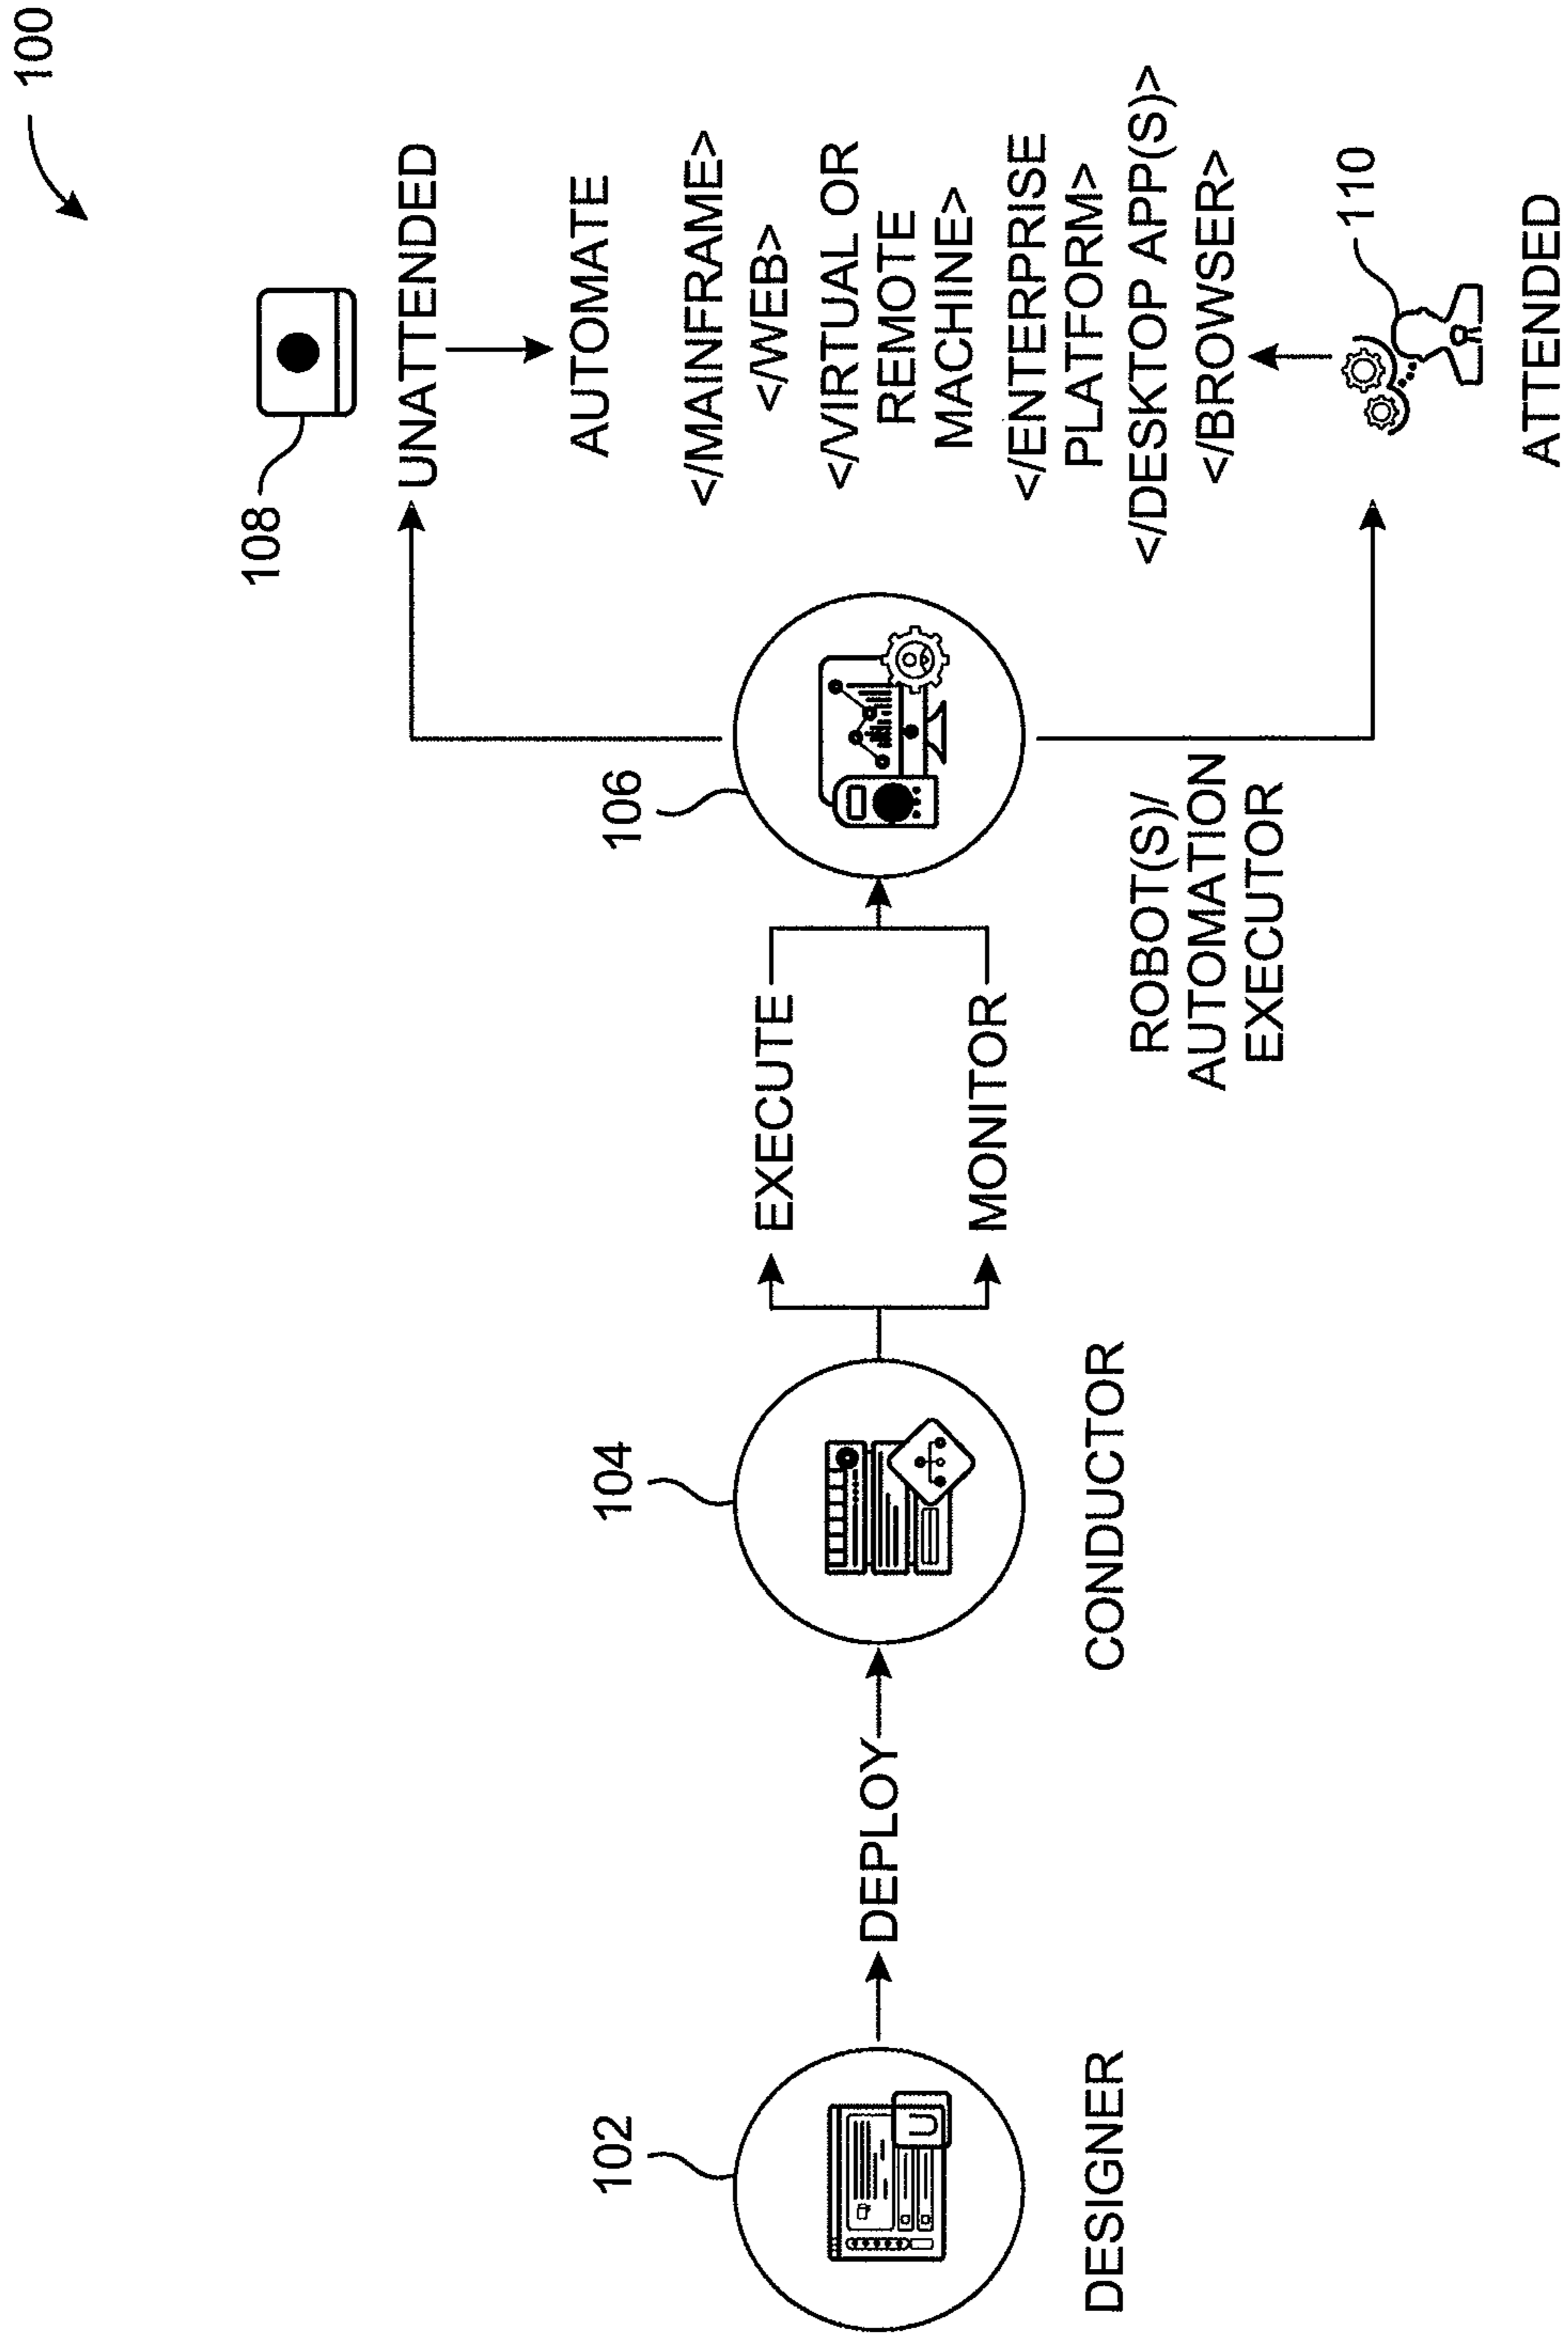 100
108
UNATTENDED
AUTOMATE
</MAINFRAME>
</WEB>
</VIRTUAL OR
REMOTE
MACHINE>
</ENTERPRISE
PLATFORM>
</DESKTOP APP(S)>
</BROWSER>
110
ATTENDED
102
DESIGNER
DEPLOY
104
CONDUCTOR
EXECUTE
MONITOR
106
ROBOT(S)/
AUTOMATION
EXECUTOR